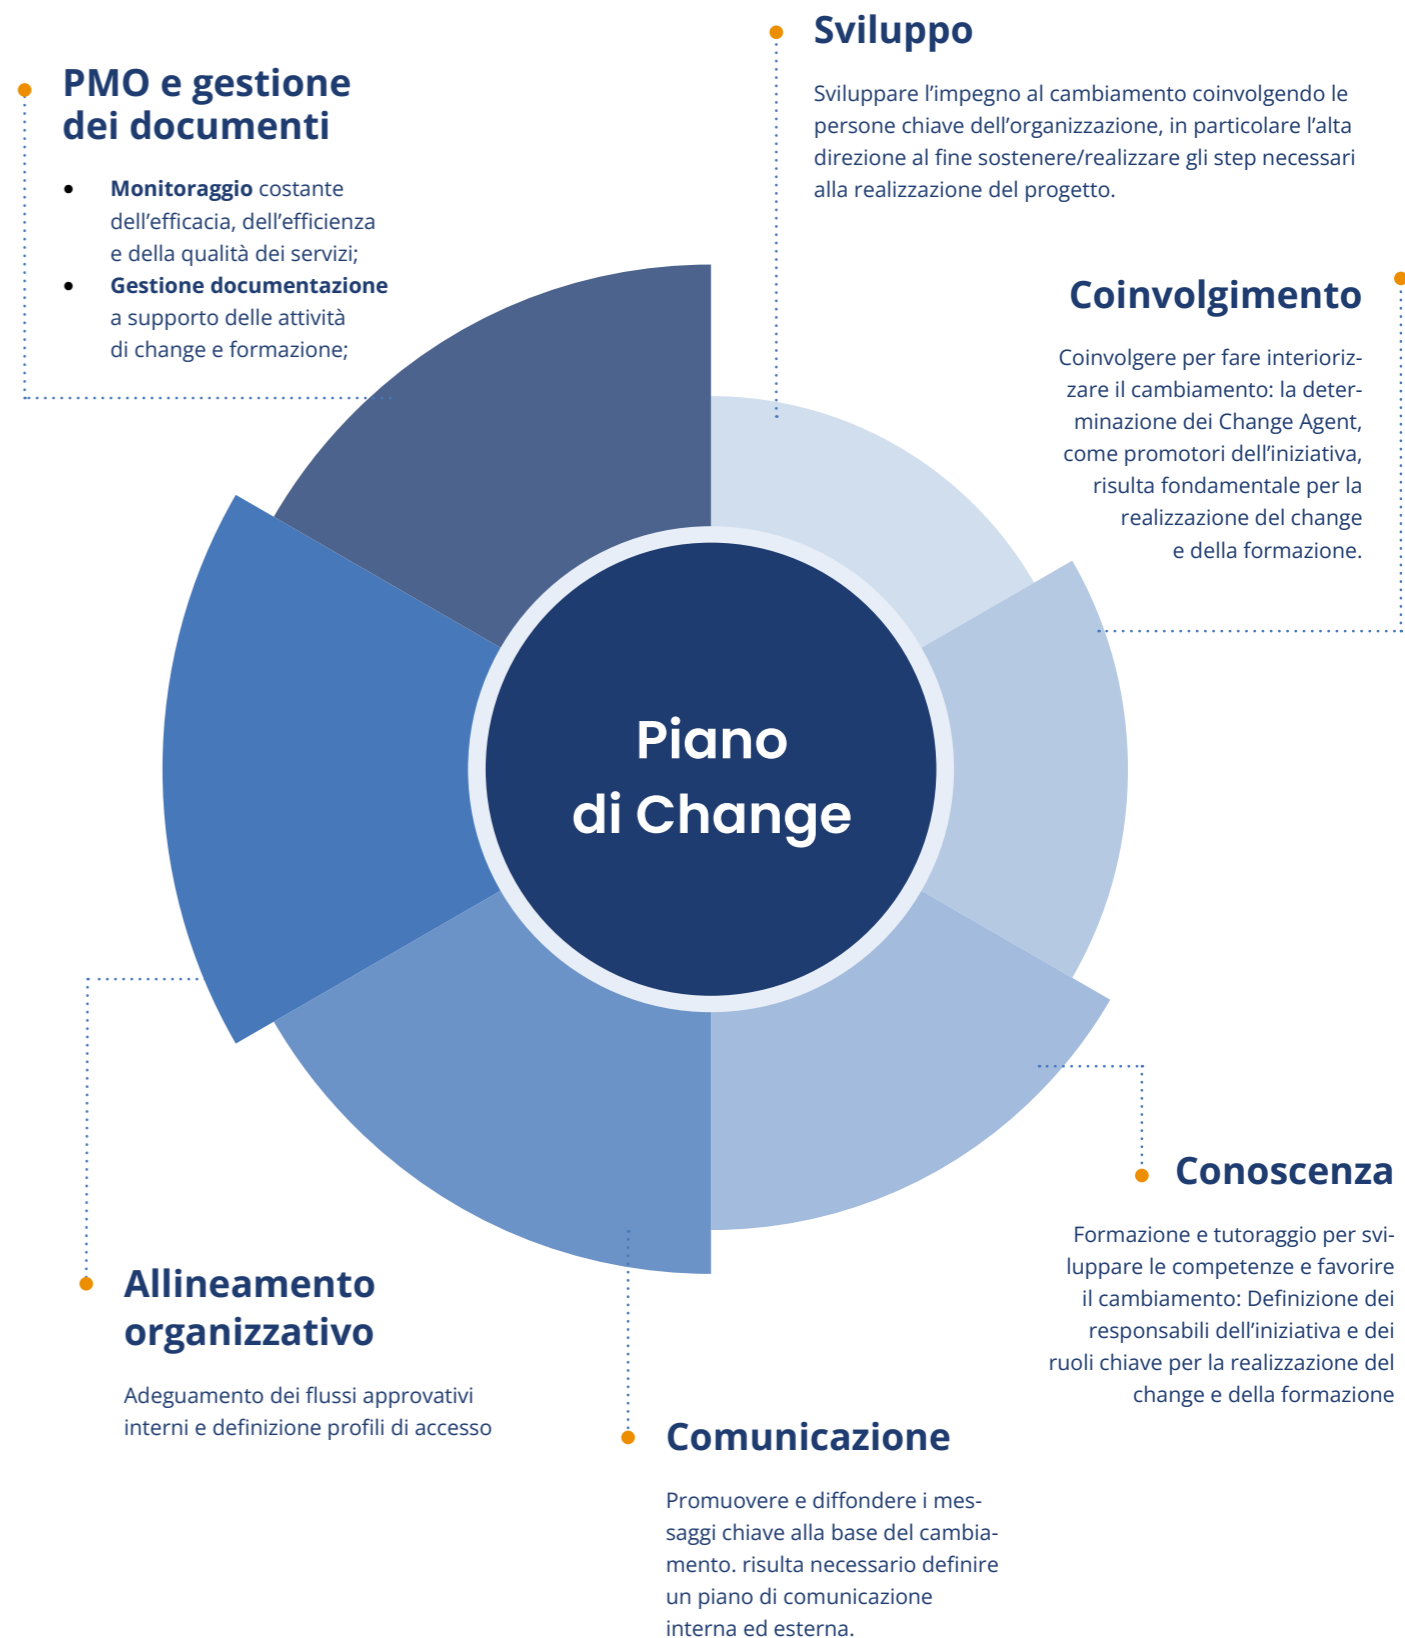 PMO e gestione
dei documenti
• Monitoraggio costante
dell’efficacia, dell’efficienza
e della qualità dei servizi;
• Gestione documentazione
a supporto delle attività
di change e formazione;
Sviluppo
Sviluppare l’impegno al cambiamento coinvolgendo le
persone chiave dell’organizzazione, in particolare l’alta
direzione al fine sostenere/realizzare gli step necessari
alla realizzazione del progetto.
Coinvolgimento
Coinvolgere per fare interioriz-
zare il cambiamento: la deter-
minazione dei Change Agent,
come promotori dell’iniziativa,
risulta fondamentale per la
realizzazione del change
e della formazione.
Piano
di Change
Conoscenza
Formazione e tutoraggio per svi-
luppare le competenze e favorire
il cambiamento: Definizione dei
responsabili dell’iniziativa e dei
ruoli chiave per la realizzazione del
change e della formazione
Allineamento
organizzativo
Adeguamento dei flussi approvativi
interni e definizione profili di accesso
Comunicazione
Promuovere e diffondere i mes-
saggi chiave alla base del cambia-
mento. risulta necessario definire
un piano di comunicazione
interna ed esterna.